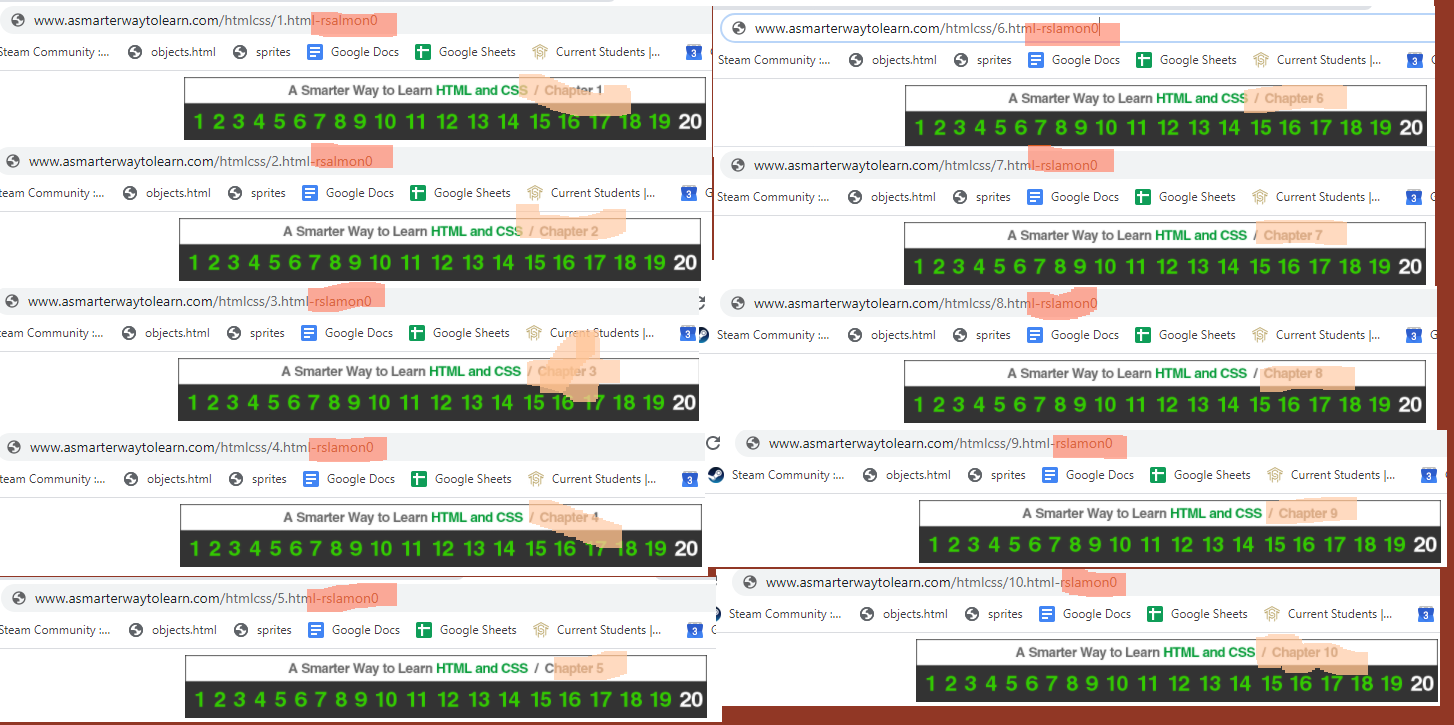 www.asmarterwaytolearn.com/htmlcss/1.html-rsalmon0
Steam Community :... objects.html sprites Google Docs Google Sheets Current Students |... 3
A Smarter Way to Learn HTML and CSS / Chapter 1
1 2 3 4 5 6 7 8 9 10 11 12 13 14 15 16 17 18 19 20
www.asmarterwaytolearn.com/htmlcss/2.html-rsalmon0
team Community :... objects.html sprites Google Docs Google Sheets Current Students |... 3 G
A Smarter Way to Learn HTML and CSS / Chapter 2
1 2 3 4 5 6 7 8 9 10 11 12 13 14 15 16 17 18 19 20
www.asmarterwaytolearn.com/htmlcss/3.html-rslamon0
eam Community :... objects.html sprites Google Docs Google Sheets Current Students |... 3
A Smarter Way to Learn HTML and CSS / Chapter 3
1 2 3 4 5 6 7 8 9 10 11 12 13 14 15 16 17 18 19 20
www.asmarterwaytolearn.com/htmlcss/4.html-rslamon0
eam Community :... objects.html sprites Google Docs Google Sheets Current Students |... 3
A Smarter Way to Learn HTML and CSS / Chapter 4
1 2 3 4 5 6 7 8 9 10 11 12 13 14 15 16 17 18 19 20
www.asmarterwaytolearn.com/htmlcss/5.html-rslamon0
Steam Community :... objects.html sprites Google Docs Google Sheets Current Students |... 3 G
A Smarter Way to Learn HTML and CSS / Chapter 5
1 2 3 4 5 6 7 8 9 10 11 12 13 14 15 16 17 18 19 20
www.asmarterwaytolearn.com/htmlcss/6.html-rslamon0
Steam Community :... objects.html sprites Google Docs Google Sheets Current Students |... 3 G
A Smarter Way to Learn HTML and CSS / Chapter 6
1 2 3 4 5 6 7 8 9 10 11 12 13 14 15 16 17 18 19 20
www.asmarterwaytolearn.com/htmlcss/7.html-rslamon0
Steam Community :... objects.html sprites Google Docs Google Sheets Current Students |... 3 G
A Smarter Way to Learn HTML and CSS / Chapter 7
1 2 3 4 5 6 7 8 9 10 11 12 13 14 15 16 17 18 19 20
www.asmarterwaytolearn.com/htmlcss/8.html-rslamon0
Steam Community :... objects.html sprites Google Docs Google Sheets Current Students |... 3 G
A Smarter Way to Learn HTML and CSS / Chapter 8
1 2 3 4 5 6 7 8 9 10 11 12 13 14 15 16 17 18 19 20
www.asmarterwaytolearn.com/htmlcss/9.html-rslamon0
Steam Community :... objects.html sprites Google Docs Google Sheets Current Students |... 3
A Smarter Way to Learn HTML and CSS / Chapter 9
1 2 3 4 5 6 7 8 9 10 11 12 13 14 15 16 17 18 19 20
www.asmarterwaytolearn.com/htmlcss/10.html-rslamon0
Steam Community :... objects.html sprites Google Docs Google Sheets Current Students |... 3
A Smarter Way to Learn HTML and CSS / Chapter 10
1 2 3 4 5 6 7 8 9 10 11 12 13 14 15 16 17 18 19 20